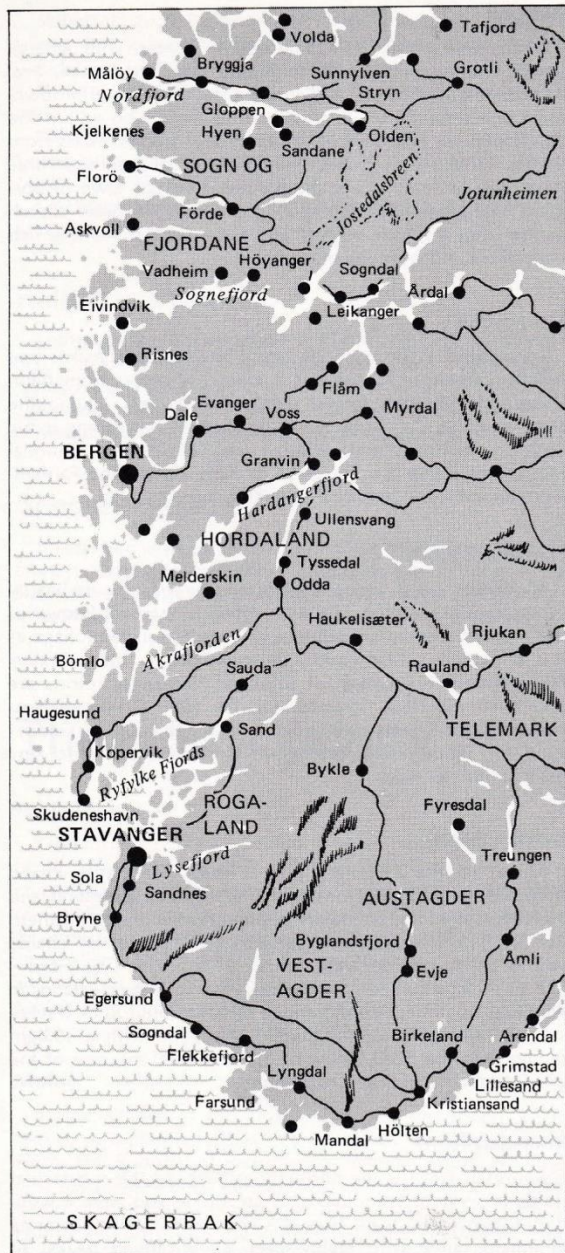 Volda
Tafjord
Bryggja
Målöy
Sunnylven
Grotli
Nordfjord
Stryn
Gloppen
Kjelkenes
Hyen
Olden
Sandane
SOGN OG
Florö
Jostedalsbreen
Jotunheimen
Förde
Askvoll
FJORDANE
Höyanger
Vadheim
Sogndal
Sognefjord
Årdal
Leikanger
Eivindvik
Risnes
Flåm
Evanger
Dale
Voss
Myrdal
BERGEN
Granvin
Hardangerfjord
Ullensvang
HORDALAND
Tyssedal
Melderskin
Odda
Haukelisæter
Rjukan
Åkrafjorden
Bömlo
Rauland
Sauda
Haugesund
Sand
TELEMARK
Kopervik
Ryfylke Fjords
Bykle
Skudeneshavn
ROGA-
LAND
Fyresdal
STAVANGER
Lysefjord
Treungen
Sola
Sandnes
AUSTAGDER
Bryne
Byglandsfjord
Åmli
VEST-
AGDER
Evje
Egersund
Sogndal
Birkeland
Arendal
Flekkefjord
Grimstad
Lyngdal
Lillesand
Farsund
Kristiansand
Hölten
Mandal
SKAGERRAK